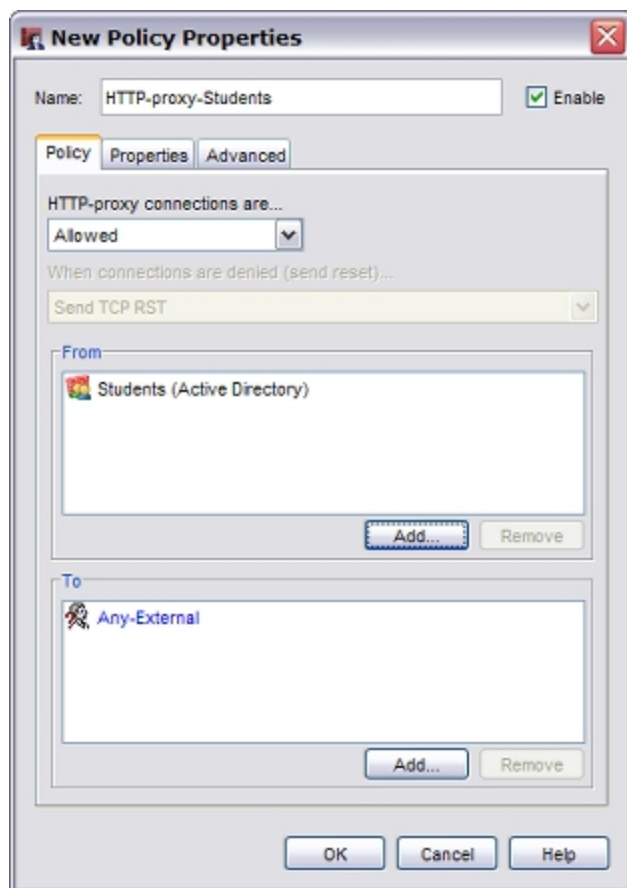 New Policy Properties
Name: HTTP-proxy-Students Enable
Policy Properties Advanced
HTTP-proxy connections are...
Allowed
When connections are denied (send reset)...
Send TCP RST
From
Students (Active Directory)
Add... Remove
To
Any-External
Add... Remove
OK Cancel Help